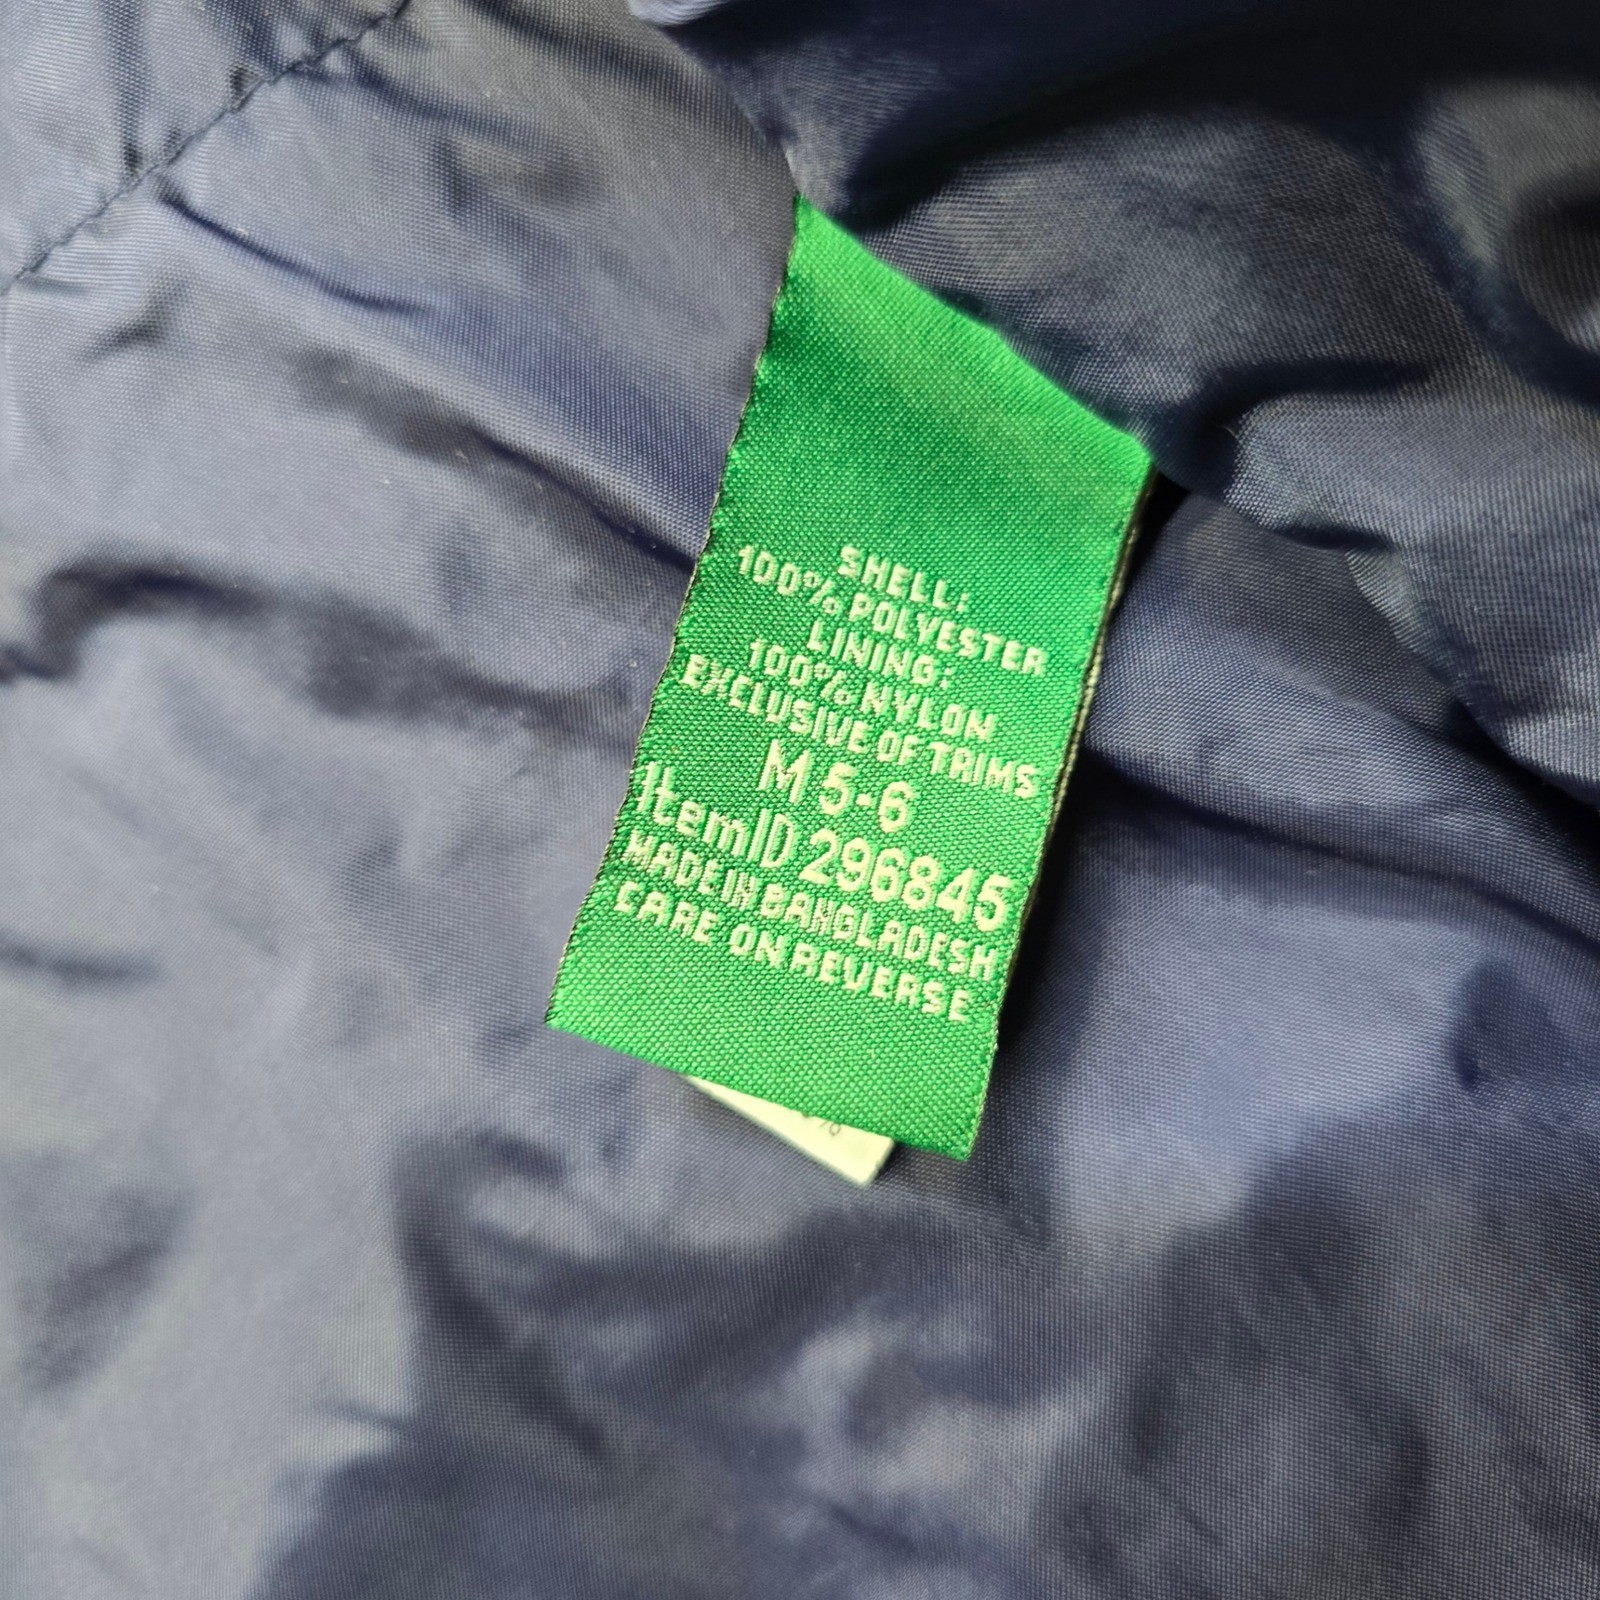 SHELL:
100% POLYESTER
LINING:
100% NYLON
EXCLUSIVE OF TRIMS
M 5-6
ItemID 296845
MADE IN BANGLADESH
CARE ON REVERSE
%